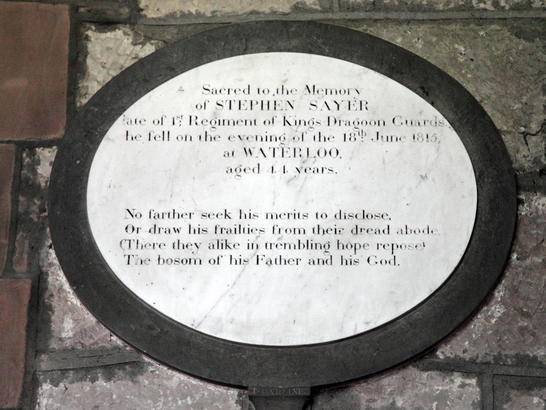 Sacred to the Memory
of STEPHEN SAYER
late of 1st Regiment of Kings Dragoon Guards,
he fell on the evening of the 18th June 1815,
at WATERLOO,
aged 44 years.
No farther seek his merits to disclose,
Or draw his frailties from their dread abode,
(There they alike in trembling hope repose)
The bosom of his Father and his God.